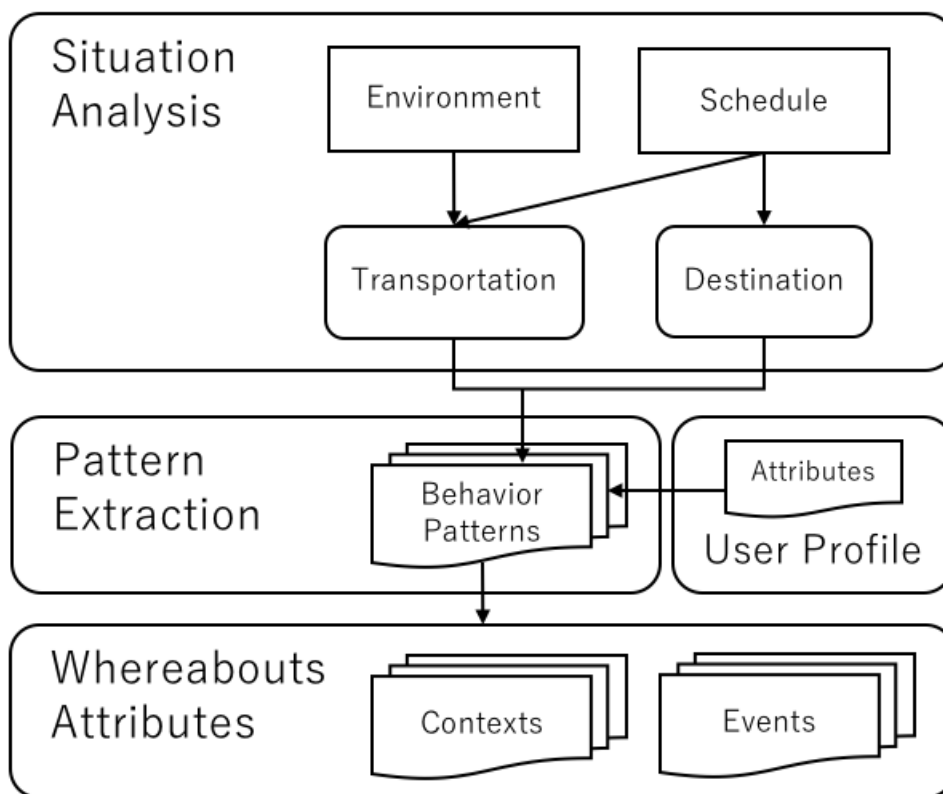 Situation
Analysis
Environment
Schedule
Transportation
Destination
Pattern
Extraction
Behavior
Patterns
Attributes
User Profile
Whereabouts
Attributes
Contexts
Events